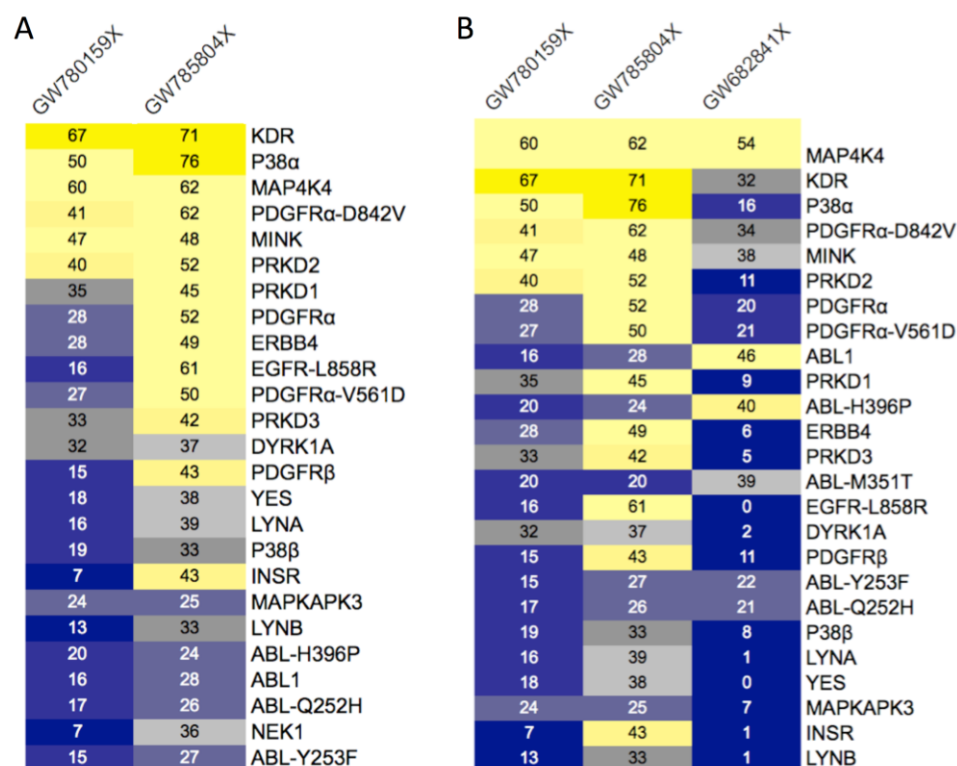 A
GW780159X GW785804X
67 71 KDR
50 76 P38α
60 62 MAP4K4
41 62 PDGFRα-D842V
47 48 MINK
40 52 PRKD2
35 45 PRKD1
28 52 PDGFRα
28 49 ERBB4
16 61 EGFR-L858R
27 50 PDGFRα-V561D
33 42 PRKD3
32 37 DYRK1A
15 43 PDGFRβ
18 38 YES
16 39 LYNA
19 33 P38β
7 43 INSR
24 25 MAPKAPK3
13 33 LYNB
20 24 ABL-H396P
16 28 ABL1
17 26 ABL-Q252H
7 36 NEK1
15 27 ABL-Y253F
B
GW780159X GW785804X GW682841X
60 62 54 MAP4K4
67 71 32 KDR
50 76 16 P38α
41 62 34 PDGFRα-D842V
47 48 38 MINK
40 52 11 PRKD2
28 52 20 PDGFRα
27 50 21 PDGFRα-V561D
16 28 46 ABL1
35 45 9 PRKD1
20 24 40 ABL-H396P
28 49 6 ERBB4
33 42 5 PRKD3
20 20 39 ABL-M351T
16 61 0 EGFR-L858R
32 37 2 DYRK1A
15 43 11 PDGFRβ
15 27 22 ABL-Y253F
17 26 21 ABL-Q252H
19 33 8 P38β
16 39 1 LYNA
18 38 0 YES
24 25 7 MAPKAPK3
7 43 1 INSR
13 33 1 LYNB